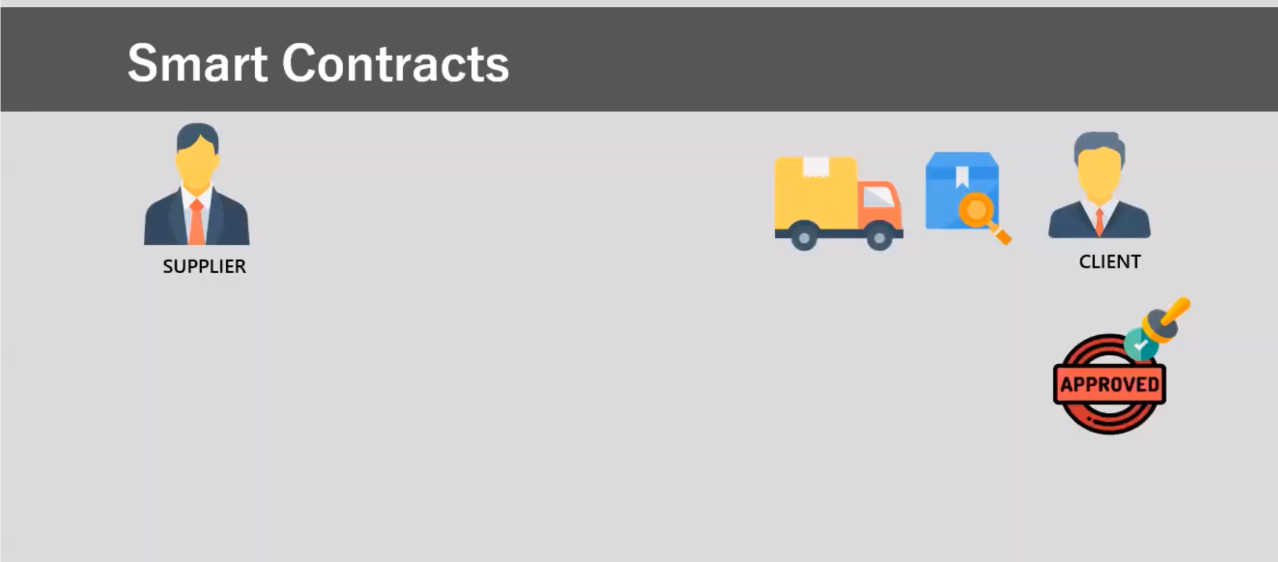 Smart Contracts
SUPPLIER
CLIENT
APPROVED